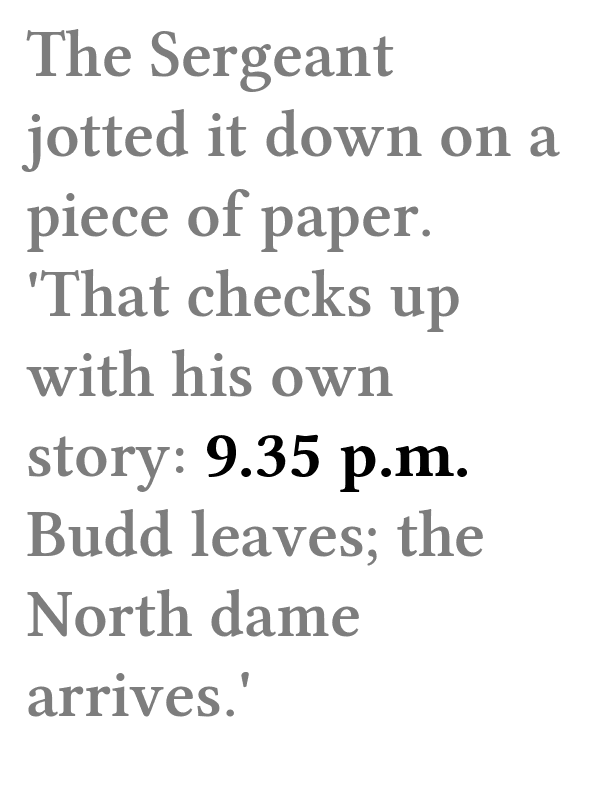 The Sergeant
jotted it down on a
piece of paper.
'That checks up
with his own
story: 9.35 p.m.
Budd leaves; the
North dame
arrives.'